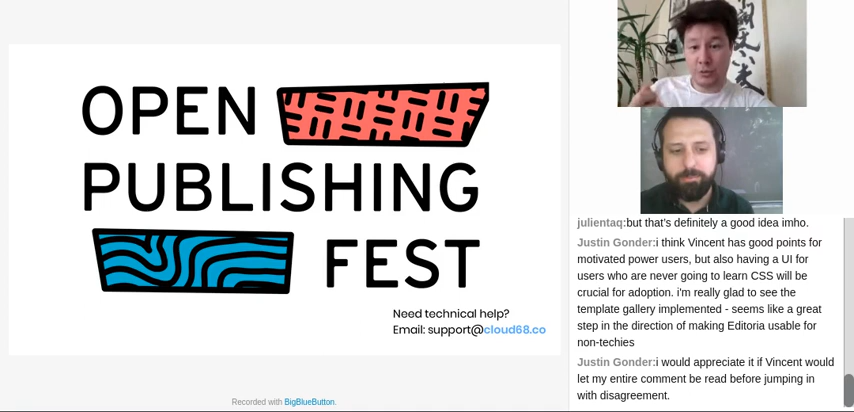 OPEN
PUBLISHING
FEST
Need technical help?
Email: support@cloud68.co
Recorded with BigBlueButton.
julientaq:but that's definitely a good idea imho.
Justin Gonder:i think Vincent has good points for
motivated power users, but also having a UI for
users who are never going to learn CSS will be
crucial for adoption. i'm really glad to see the
template gallery implemented - seems like a great
step in the direction of making Editoria usable for
non-techies
Justin Gonder:i would appreciate it if Vincent would
let my entire comment be read before jumping in
with disagreement.